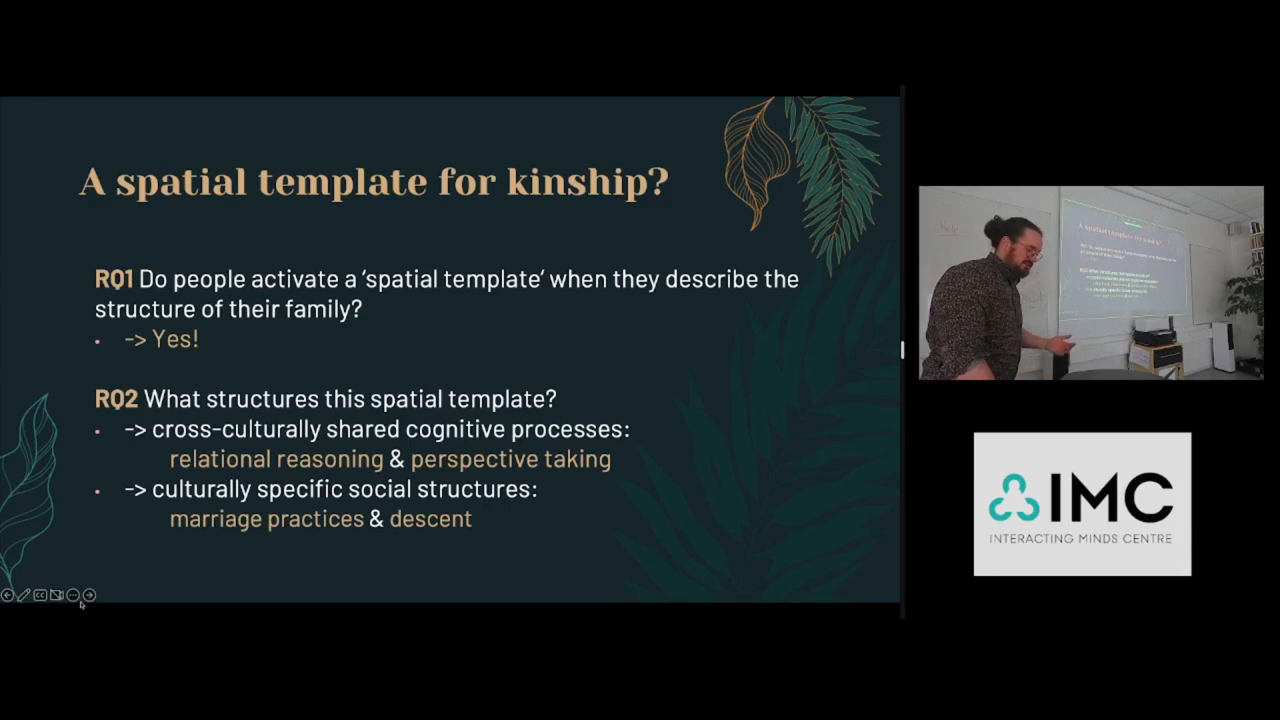 A spatial template for kinship?
RQ1 Do people activate a ‘spatial template‘ when they describe the
structure of their family?
-> Yes!
RQ2 What structures this spatial template?
-> cross-culturally shared cognitive processes:
relational reasoning & perspective taking
-> culturally specific social structures:
marriage practices & descent
IMC
INTERACTING MINDS CENTRE